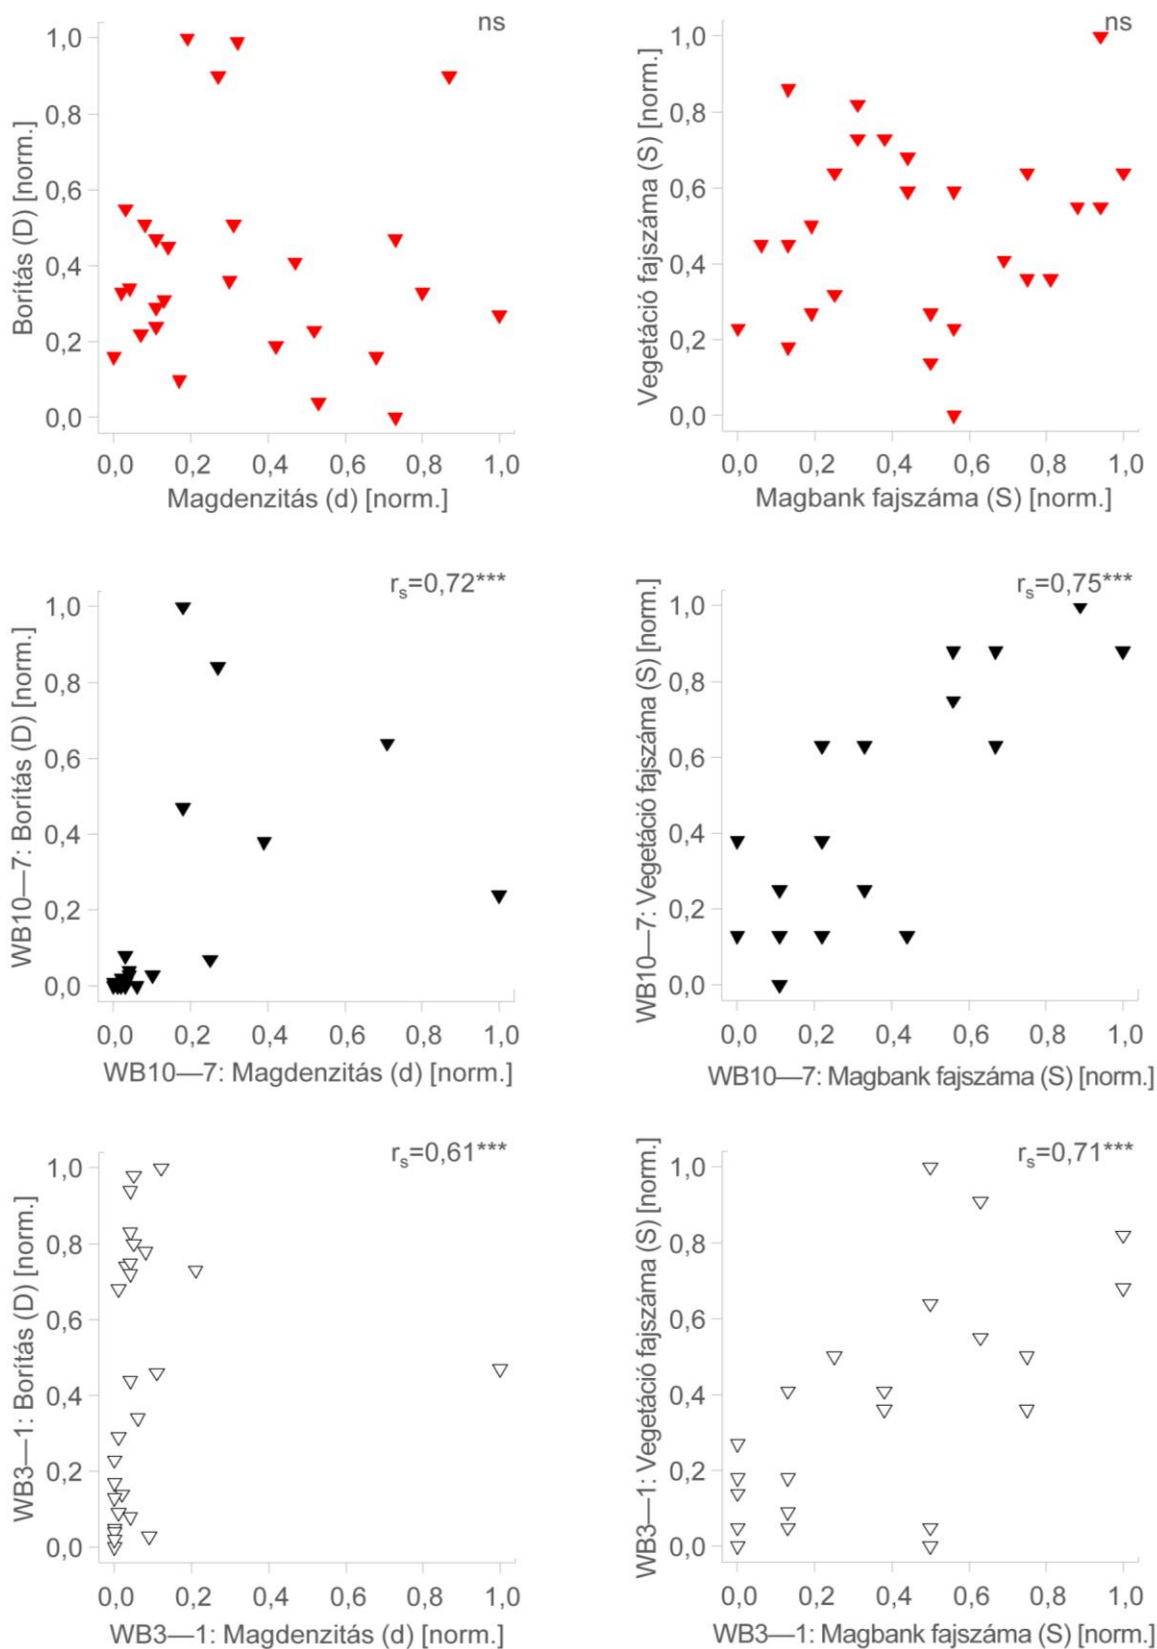 ns
1,0
0,8
0,6
0,4
0,2
0,0
Borítás (D) [norm.]
0,0 0,2 0,4 0,6 0,8 1,0
Magdenzitás (d) [norm.]
ns
1,0
0,8
0,6
0,4
0,2
0,0
Vegetáció fajszáma (S) [norm.]
0,0 0,2 0,4 0,6 0,8 1,0
Magbank fajszáma (S) [norm.]
rs=0,72***
1,0
0,8
0,6
0,4
0,2
0,0
WB10—7: Borítás (D) [norm.]
0,0 0,2 0,4 0,6 0,8 1,0
WB10—7: Magdenzitás (d) [norm.]
rs=0,75***
1,0
0,8
0,6
0,4
0,2
0,0
WB10—7: Vegetáció fajszáma (S) [norm.]
0,0 0,2 0,4 0,6 0,8 1,0
WB10—7: Magbank fajszáma (S) [norm.]
rs=0,61***
1,0
0,8
0,6
0,4
0,2
0,0
WB3—1: Borítás (D) [norm.]
0,0 0,2 0,4 0,6 0,8 1,0
WB3—1: Magdenzitás (d) [norm.]
rs=0,71***
1,0
0,8
0,6
0,4
0,2
0,0
WB3—1: Vegetáció fajszáma (S) [norm.]
0,0 0,2 0,4 0,6 0,8 1,0
WB3—1: Magbank fajszáma (S) [norm.]